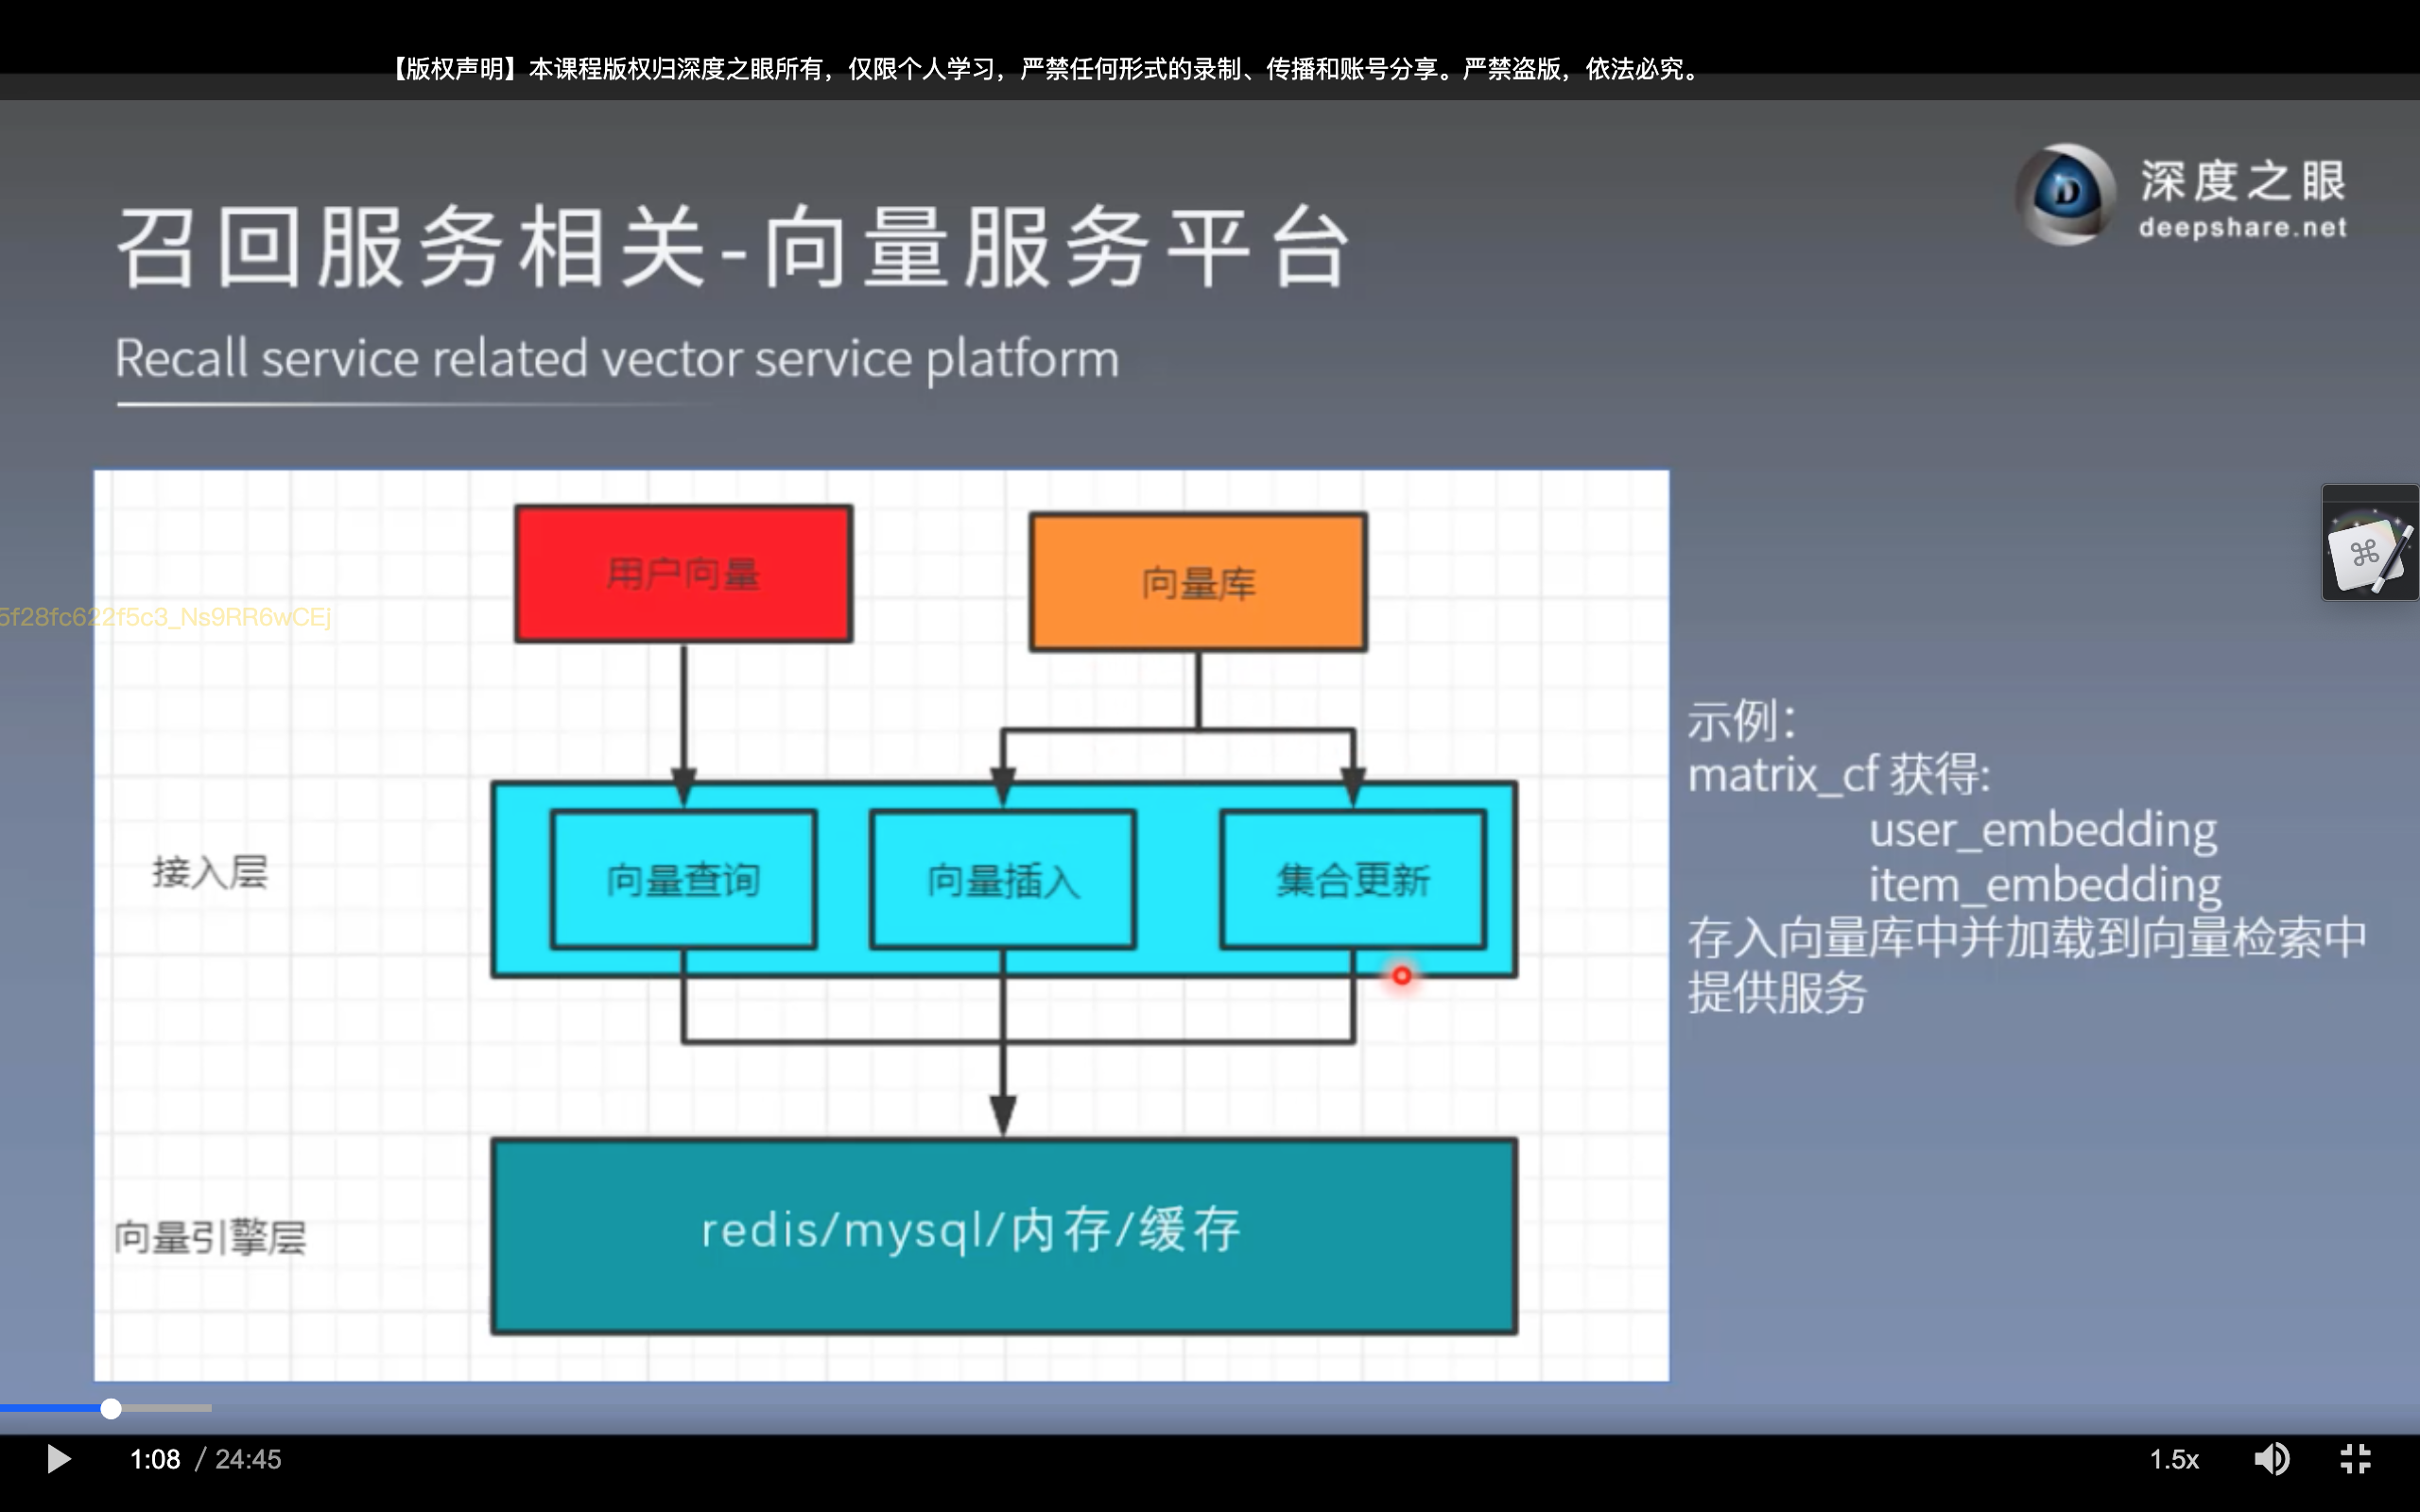 【版权声明】本课程版权归深度之眼所有，仅限个人学习，严禁任何形式的录制、传播和账号分享。严禁盗版，依法必究。
深度之眼
deepshare.net
召回服务相关-向量服务平台
Recall service related vector service platform
用户向量
向量库
5f28fc622f5c3_Ns9RR6wCEj
接入层
向量查询
向量插入
集合更新
示例：
matrix_cf 获得:
user_embedding
item_embedding
存入向量库中并加载到向量检索中
提供服务
向量引擎层
redis/mysql/内存/缓存
1:08 / 24:45
1.5x